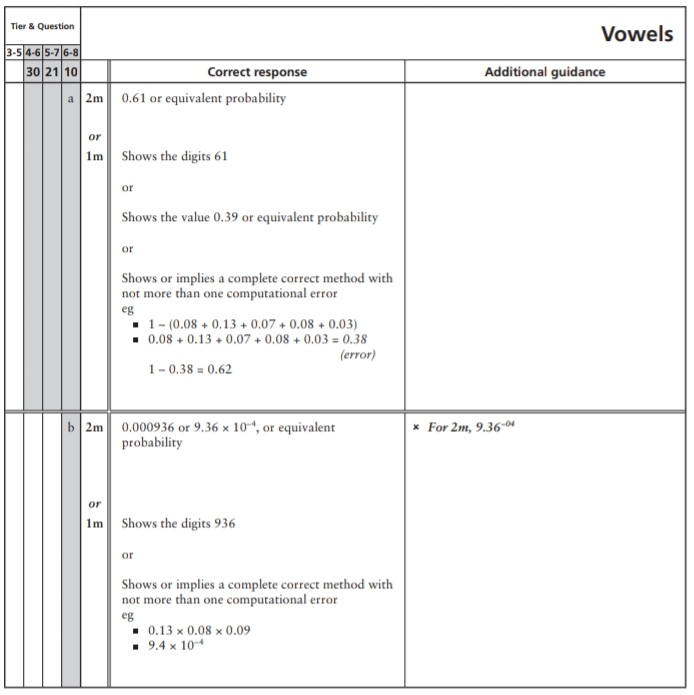 Tier & Question
Vowels
3-5 4-6 5-7 6-8
30 21 10
Correct response
Additional guidance
a 2m 0.61 or equivalent probability
or
1m Shows the digits 61
or
Shows the value 0.39 or equivalent probability
or
Shows or implies a complete correct method with
not more than one computational error
eg
▪ 1 – (0.08 + 0.13 + 0.07 + 0.08 + 0.03)
▪ 0.08 + 0.13 + 0.07 + 0.08 + 0.03 = 0.38
(error)
1 – 0.38 = 0.62
b 2m 0.000936 or 9.36 × 10⁻⁴, or equivalent
probability
× For 2m, 9.36⁻⁰⁴
or
1m Shows the digits 936
or
Shows or implies a complete correct method with
not more than one computational error
eg
▪ 0.13 × 0.08 × 0.09
▪ 9.4 × 10⁻⁴